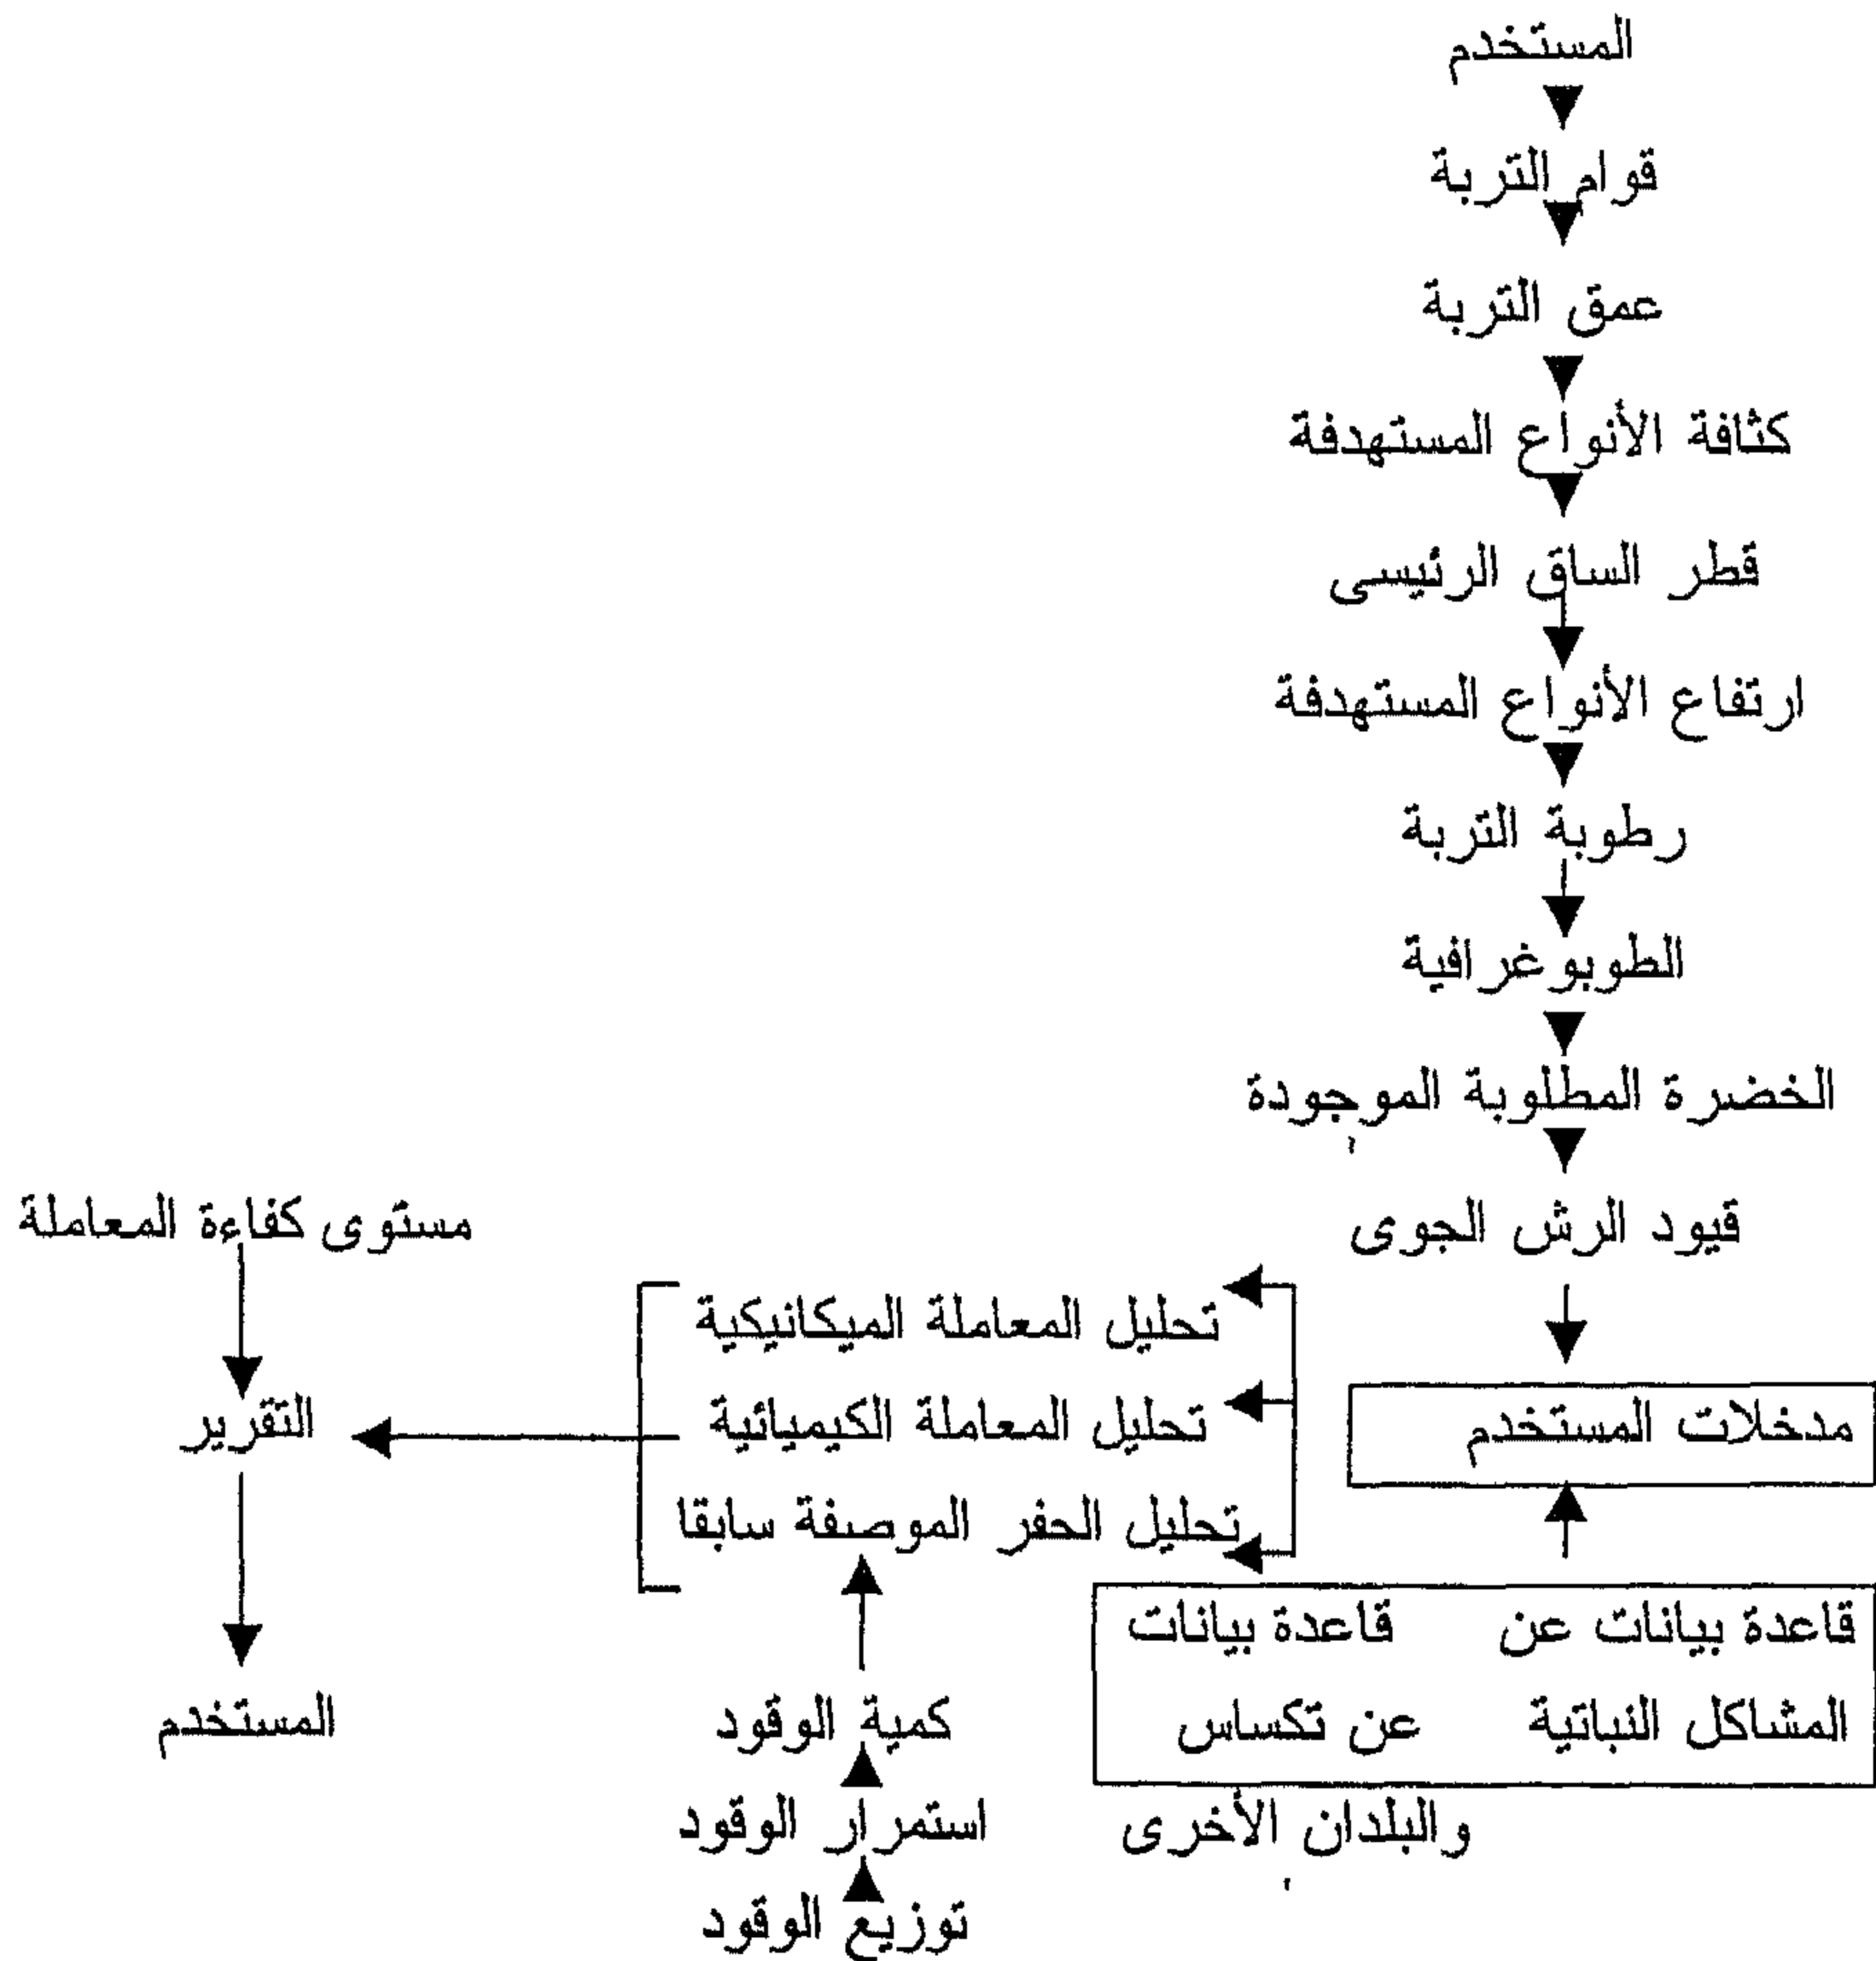 المستخدم
قوام التربة
عمق التربة
كثافة الأنواع المستهدفة
قطر الساق الرئيسى
ارتفاع الأنواع المستهدفة
رطوبة التربة
الطوبوغرافية
الخضرة المطلوبة الموجودة
قيود الرش الجوى
مدخلات المستخدم
قاعدة بيانات عن
المشاكل النباتية
قاعدة بيانات
عن تكساس
والبلدان الأخرى
تحليل المعاملة الميكانيكية
تحليل المعاملة الكيميائية
تحليل الحفر الموصفة سابقا
كمية الوقود
استمرار الوقود
توزيع الوقود
مستوى كفاءة المعاملة
التقرير
المستخدم